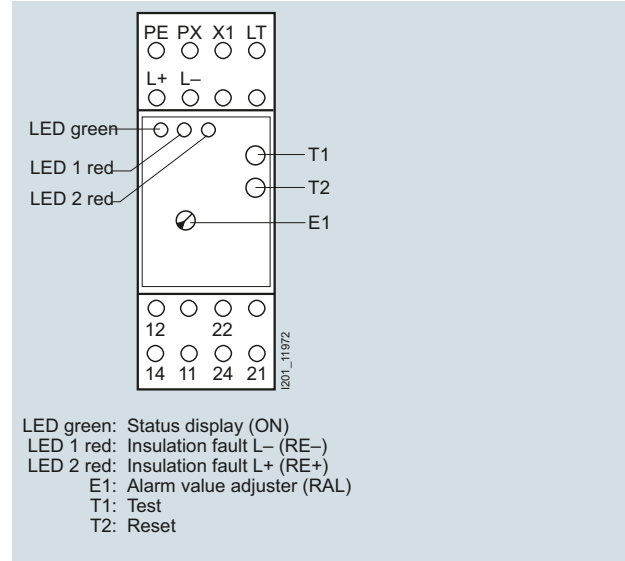 PE PX X1 LT
L+ L–
LED green
LED 1 red
LED 2 red
T1
T2
E1
12 22
14 11 24 21
I201_11972
LED green: Status display (ON)
LED 1 red: Insulation fault L– (RE–)
LED 2 red: Insulation fault L+ (RE+)
E1: Alarm value adjuster (RAL)
T1: Test
T2: Reset